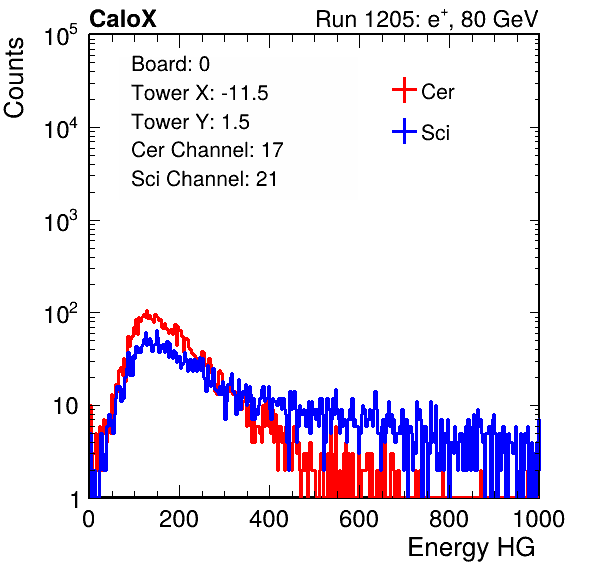 CaloX Run 1205: e⁺, 80 GeV
Counts
10⁵
10⁴
10³
10²
10
1
Board: 0
Tower X: -11.5
Tower Y: 1.5
Cer Channel: 17
Sci Channel: 21
Cer
Sci
0 200 400 600 800 1000
Energy HG